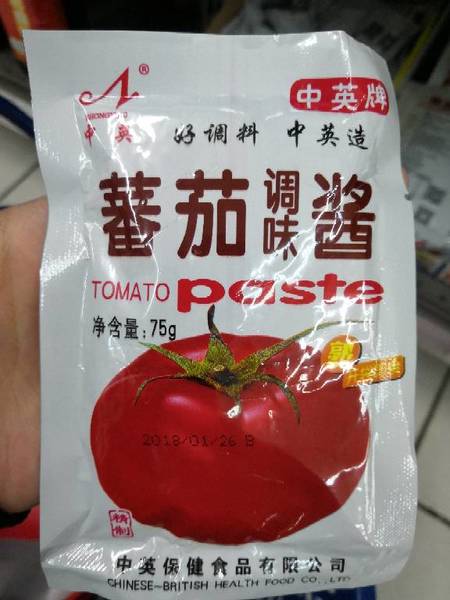 ®
中英牌
中英 好调料 中英造
蕃茄调味酱
TOMATO paste
净含量:75g
2018/01/26 B
精制
中英保健食品有限公司
CHINESE-BRITISH HEALTH FOOD CO.,LTD